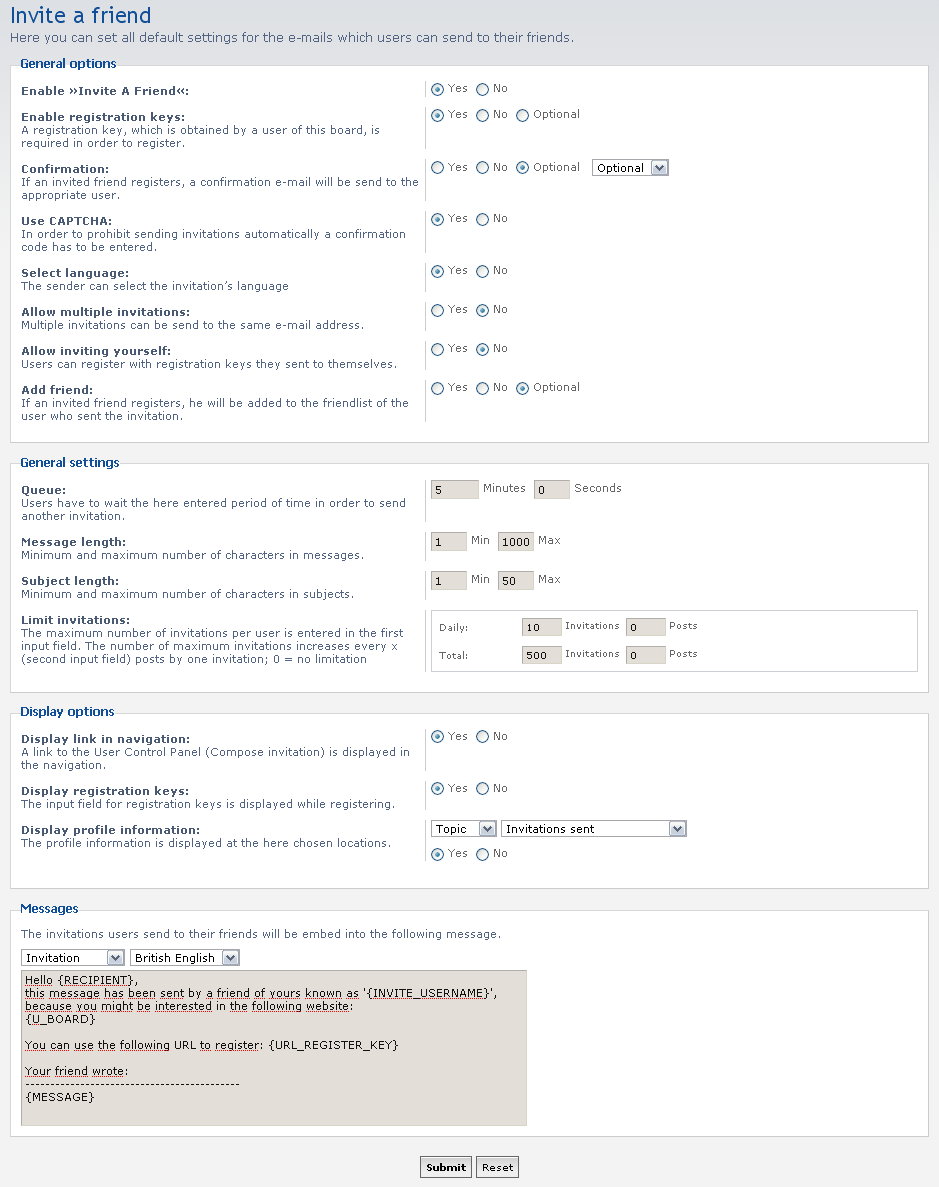 Invite a friend
Here you can set all default settings for the e-mails which users can send to their friends.
General options
Enable »Invite A Friend«:
Yes No
Enable registration keys:
A registration key, which is obtained by a user of this board, is
required in order to register.
Yes No Optional
Confirmation:
If an invited friend registers, a confirmation e-mail will be send to the
appropriate user.
Yes No Optional Optional
Use CAPTCHA:
In order to prohibit sending invitations automatically a confirmation
code has to be entered.
Yes No
Select language:
The sender can select the invitation's language
Yes No
Allow multiple invitations:
Multiple invitations can be send to the same e-mail address.
Yes No
Allow inviting yourself:
Users can register with registration keys they sent to themselves.
Yes No
Add friend:
If an invited friend registers, he will be added to the friendlist of the
user who sent the invitation.
Yes No Optional
General settings
Queue:
Users have to wait the here entered period of time in order to send
another invitation.
5 Minutes 0 Seconds
Message length:
Minimum and maximum number of characters in messages.
1 Min 1000 Max
Subject length:
Minimum and maximum number of characters in subjects.
1 Min 50 Max
Limit invitations:
The maximum number of invitations per user is entered in the first
input field. The number of maximum invitations increases every x
(second input field) posts by one invitation; 0 = no limitation
Daily: 10 Invitations 0 Posts
Total: 500 Invitations 0 Posts
Display options
Display link in navigation:
A link to the User Control Panel (Compose invitation) is displayed in
the navigation.
Yes No
Display registration keys:
The input field for registration keys is displayed while registering.
Yes No
Display profile information:
The profile information is displayed at the here chosen locations.
Topic Invitations sent
Yes No
Messages
The invitations users send to their friends will be embed into the following message.
Invitation British English
Hello {RECIPIENT},
this message has been sent by a friend of yours known as '{INVITE_USERNAME}',
because you might be interested in the following website:
{U_BOARD}
You can use the following URL to register: {URL_REGISTER_KEY}
Your friend wrote:
-------------------------------------------
{MESSAGE}
Submit Reset